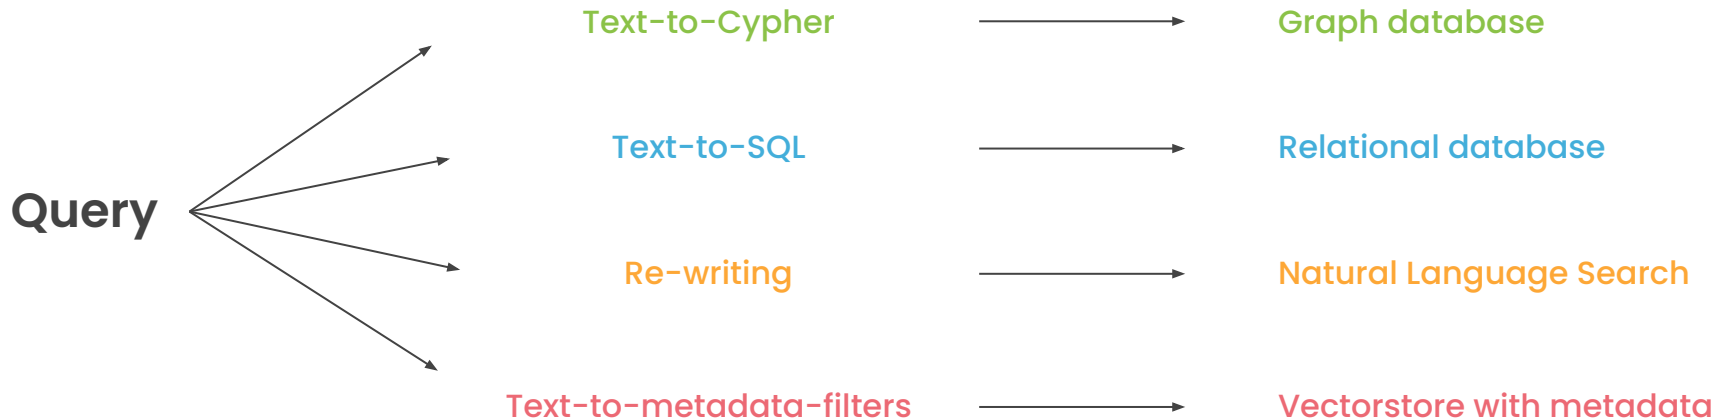 Text-to-Cypher
Graph database
Text-to-SQL
Relational database
Query
Re-writing
Natural Language Search
Text-to-metadata-filters
Vectorstore with metadata